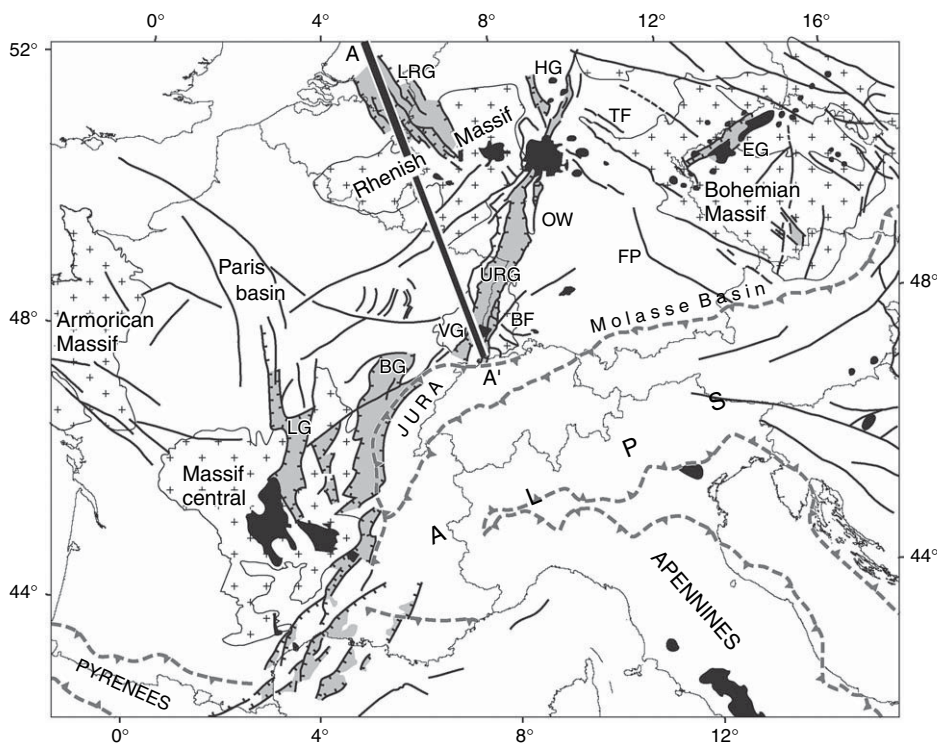 0° 4° 8° 12° 16°
52°
A
LRG
HG
TF
Rhenish Massif
EG
Bohemian
Massif
OW
FP
Paris
basin
URG
48°
48°
Molasse Basin
Armorican
Massif
VG
BF
BG
A'
JURA
LG
ALPS
Massif
central
44°
44°
APENNINES
PYRENEES
0° 4° 8° 12°